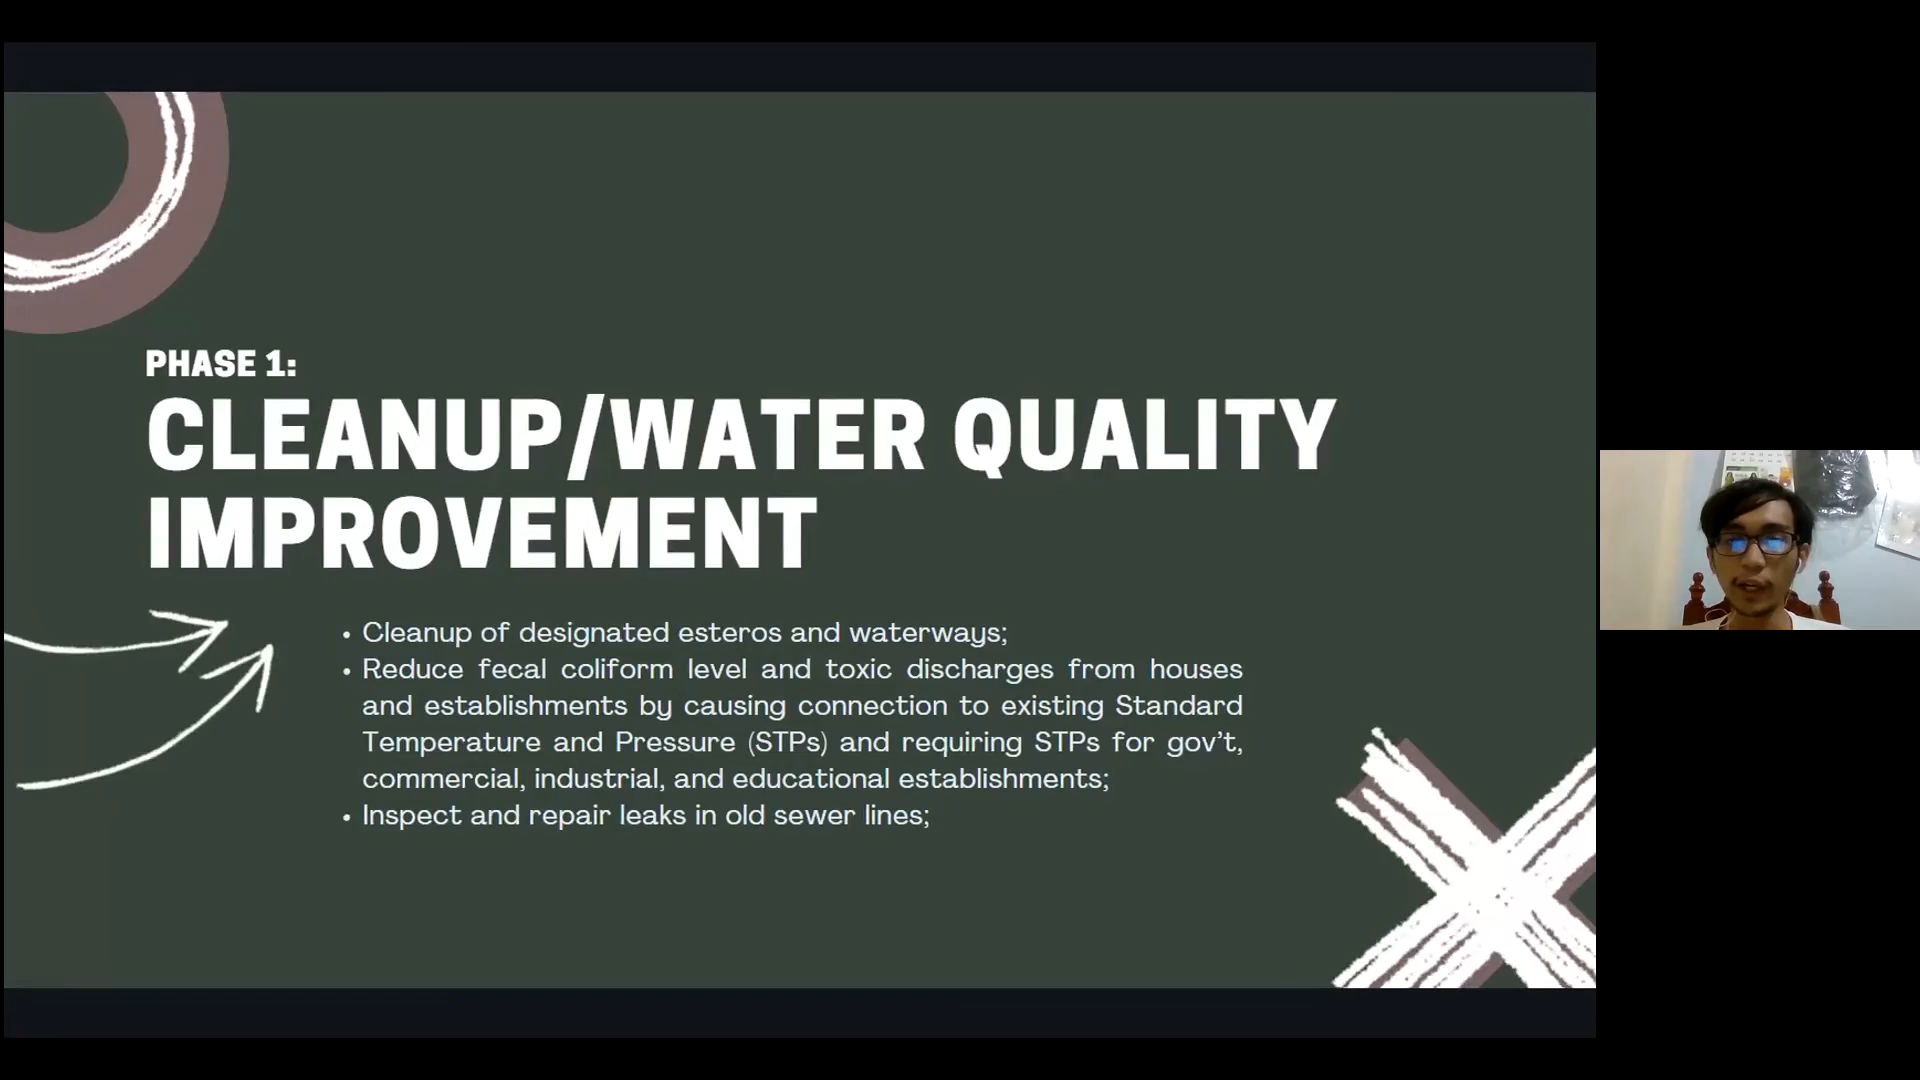 PHASE 1:
CLEANUP/WATER QUALITY
IMPROVEMENT
• Cleanup of designated esteros and waterways;
• Reduce fecal coliform level and toxic discharges from houses
and establishments by causing connection to existing Standard
Temperature and Pressure (STPs) and requiring STPs for gov't,
commercial, industrial, and educational establishments;
• Inspect and repair leaks in old sewer lines;